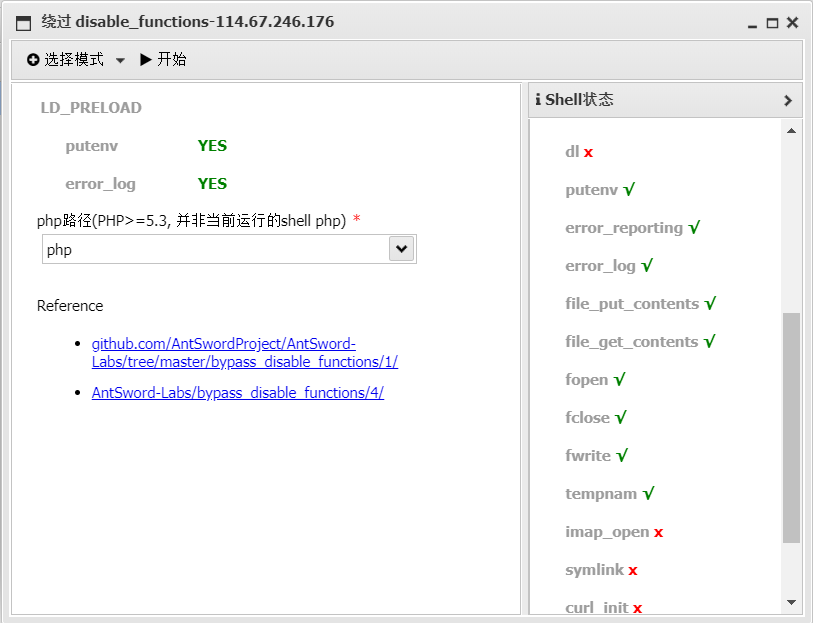 绕过 disable_functions-114.67.246.176
选择模式 开始
LD_PRELOAD
putenv YES
error_log YES
php路径(PHP>=5.3, 并非当前运行的shell php) *
php
Reference
github.com/AntSwordProject/AntSword-
Labs/tree/master/bypass_disable_functions/1/
AntSword-Labs/bypass_disable_functions/4/
Shell状态
dl x
putenv √
error_reporting √
error_log √
file_put_contents √
file_get_contents √
fopen √
fclose √
fwrite √
tempnam √
imap_open x
symlink x
curl_init x